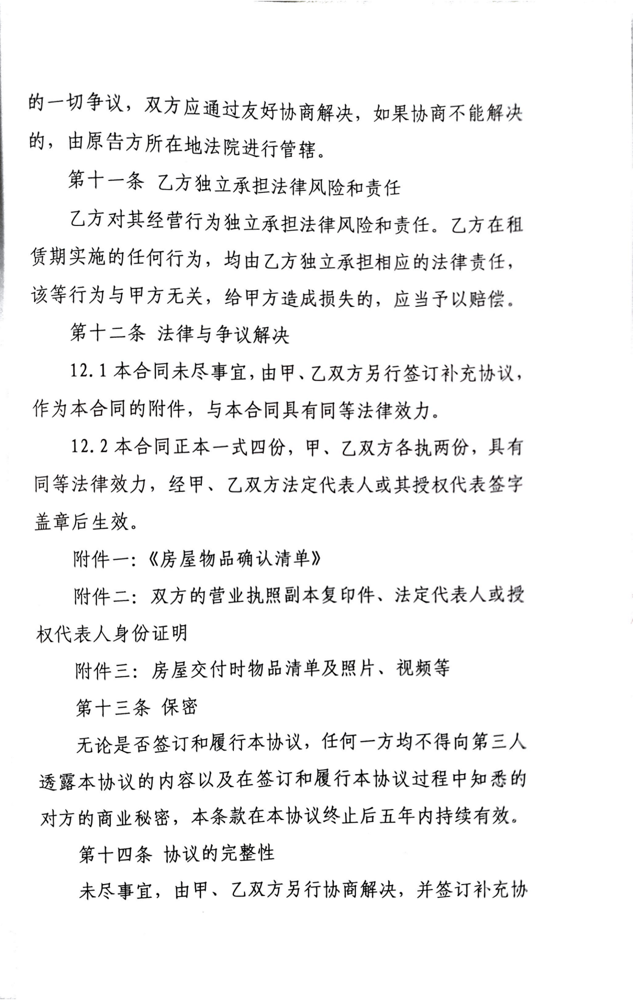 的一切争议，双方应通过友好协商解决，如果协商不能解决
的，由原告方所在地法院进行管辖。
第十一条 乙方独立承担法律风险和责任
乙方对其经营行为独立承担法律风险和责任。乙方在租
赁期实施的任何行为，均由乙方独立承担相应的法律责任，
该等行为与甲方无关，给甲方造成损失的，应当予以赔偿。
第十二条 法律与争议解决
12.1 本合同未尽事宜，由甲、乙双方另行签订补充协议，
作为本合同的附件，与本合同具有同等法律效力。
12.2 本合同正本一式四份，甲、乙双方各执两份，具有
同等法律效力，经甲、乙双方法定代表人或其授权代表签字
盖章后生效。
附件一：《房屋物品确认清单》
附件二：双方的营业执照副本复印件、法定代表人或授
权代表人身份证明
附件三：房屋交付时物品清单及照片、视频等
第十三条 保密
无论是否签订和履行本协议，任何一方均不得向第三人
透露本协议的内容以及在签订和履行本协议过程中知悉的
对方的商业秘密，本条款在本协议终止后五年内持续有效。
第十四条 协议的完整性
未尽事宜，由甲、乙双方另行协商解决，并签订补充协